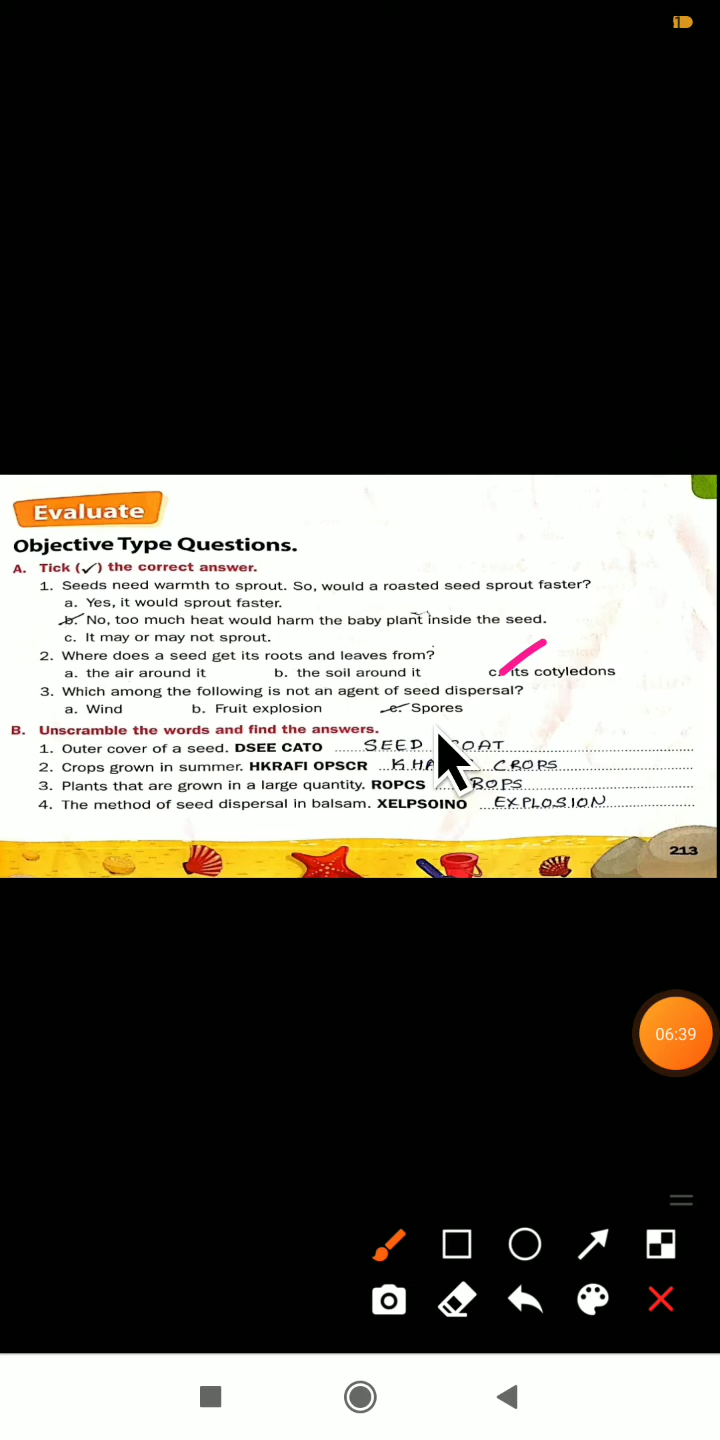 Evaluate
Objective Type Questions.
A. Tick (✓) the correct answer.
1. Seeds need warmth to sprout. So, would a roasted seed sprout faster?
a. Yes, it would sprout faster.
b. No, too much heat would harm the baby plant inside the seed.
c. It may or may not sprout.
2. Where does a seed get its roots and leaves from?
a. the air around it b. the soil around it c. its cotyledons
3. Which among the following is not an agent of seed dispersal?
a. Wind b. Fruit explosion c. Spores
B. Unscramble the words and find the answers.
1. Outer cover of a seed. DSEE CATO SEED
2. Crops grown in summer. HKRAFI OPSCR CROPS
3. Plants that are grown in a large quantity. ROPCS
4. The method of seed dispersal in balsam. XELPSOINO EXPLOSION
213
06:39